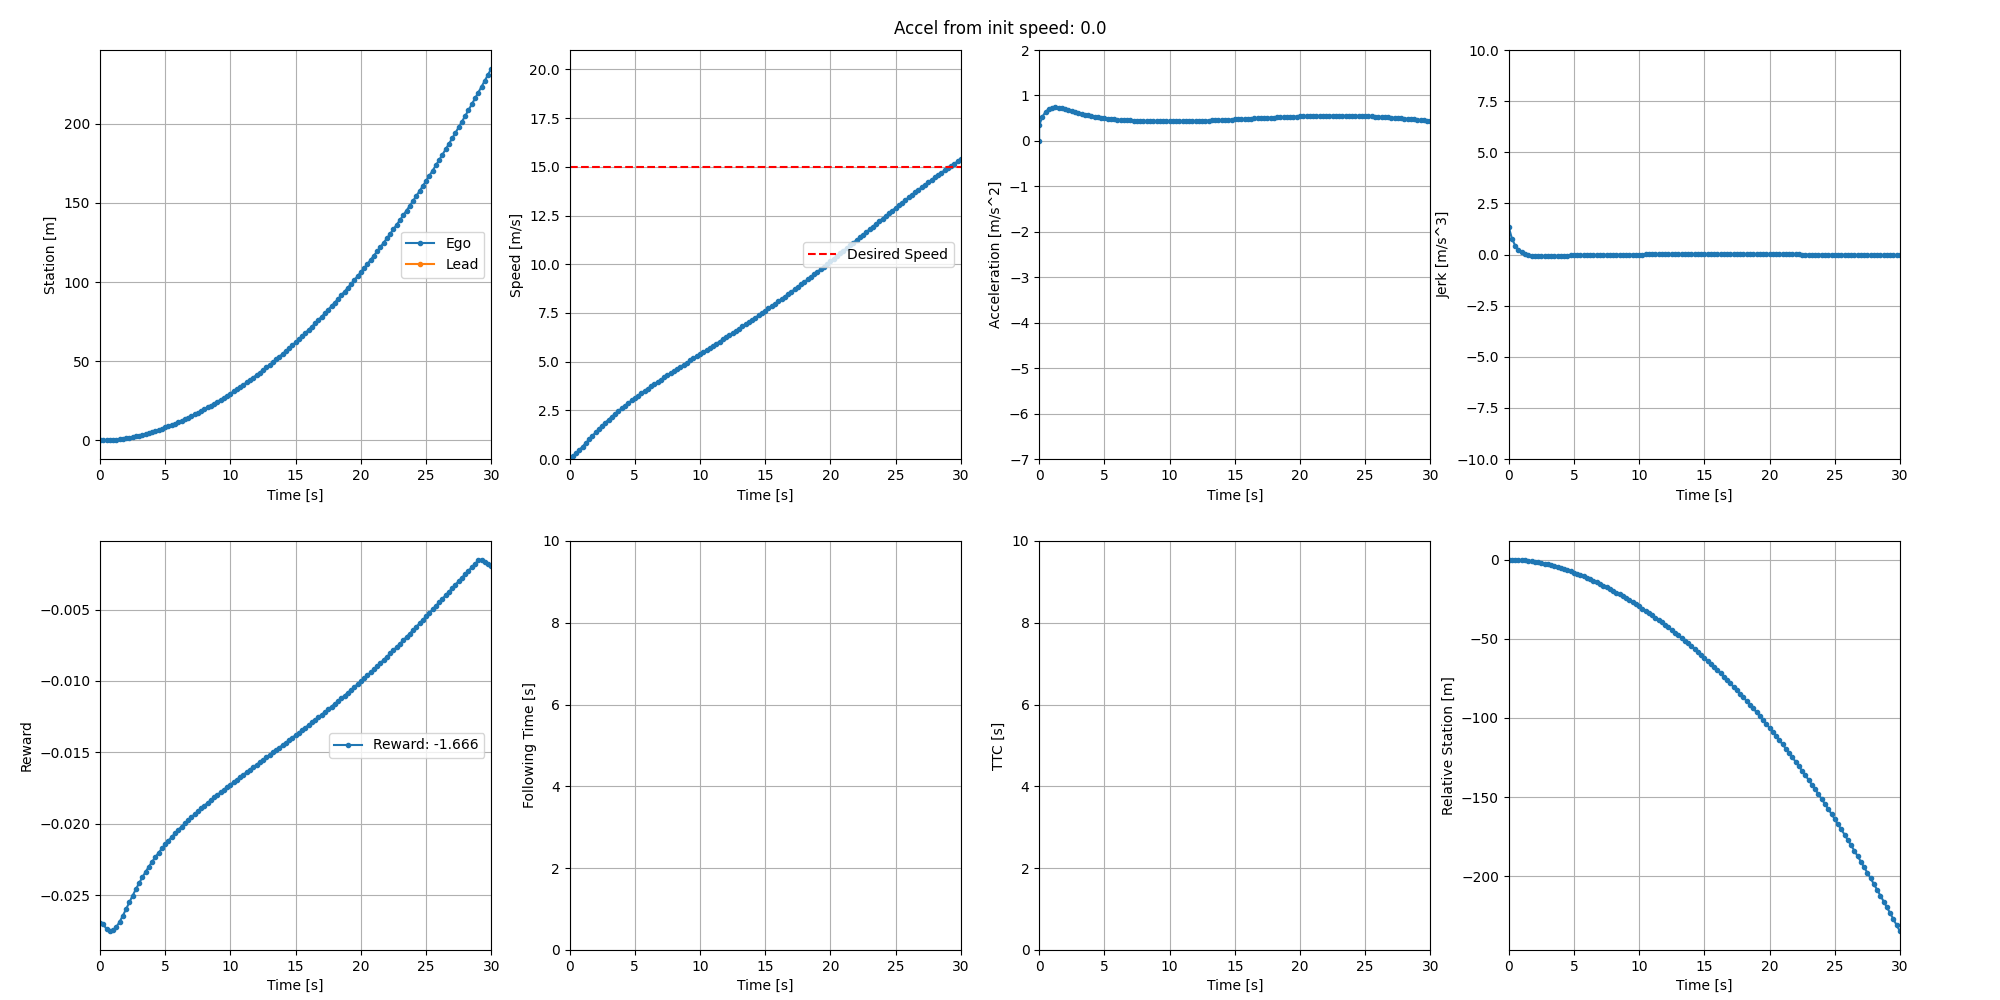 Accel from init speed: 0.0
Station [m]
200
150
100
50
0
0 5 10 15 20 25 30
Time [s]
Ego
Lead
Speed [m/s]
20.0
17.5
15.0
12.5
10.0
7.5
5.0
2.5
0.0
0 5 10 15 20 25 30
Time [s]
Desired Speed
Acceleration [m/s^2]
2
1
0
−1
−2
−3
−4
−5
−6
−7
0 5 10 15 20 25 30
Time [s]
Jerk [m/s^3]
10.0
7.5
5.0
2.5
0.0
−2.5
−5.0
−7.5
−10.0
0 5 10 15 20 25 30
Time [s]
Reward
−0.005
−0.010
−0.015
−0.020
−0.025
0 5 10 15 20 25 30
Time [s]
Reward: -1.666
Following Time [s]
10
8
6
4
2
0
0 5 10 15 20 25 30
Time [s]
TTC [s]
10
8
6
4
2
0
0 5 10 15 20 25 30
Time [s]
Relative Station [m]
0
−50
−100
−150
−200
0 5 10 15 20 25 30
Time [s]